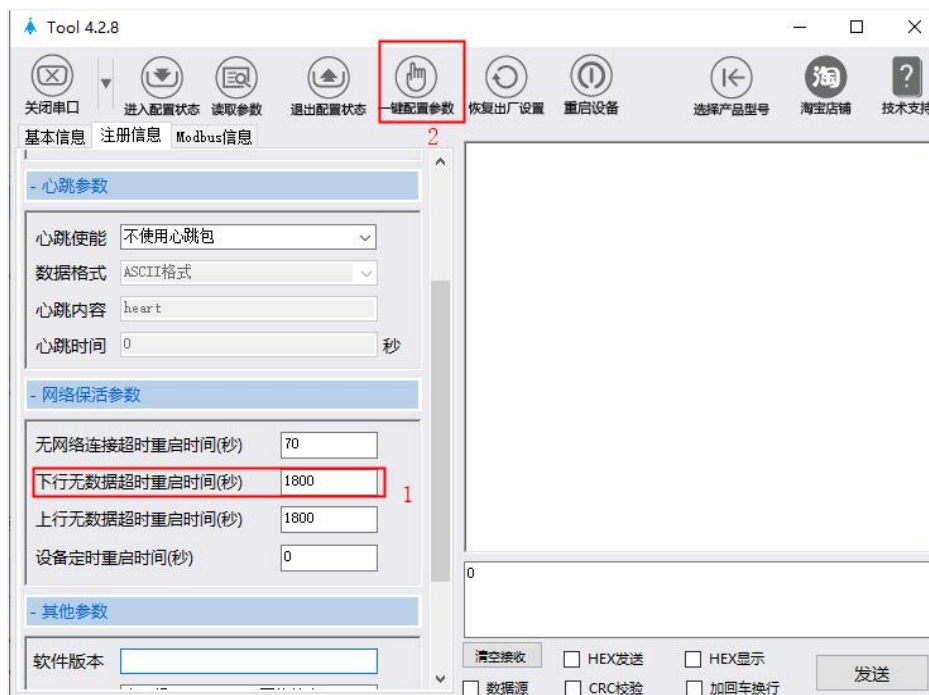 Tool 4.2.8
关闭串口 进入配置状态 读取参数 退出配置状态 一键配置参数 恢复出厂设置 重启设备 选择产品型号 淘宝店铺 技术支持
淘 ?
基本信息 注册信息 Modbus信息
2
- 心跳参数
心跳使能 不使用心跳包
数据格式 ASCII格式
心跳内容 heart
心跳时间 0 秒
- 网络保活参数
无网络连接超时重启时间(秒) 70
下行无数据超时重启时间(秒) 1800
1
上行无数据超时重启时间(秒) 1800
设备定时重启时间(秒) 0
- 其他参数
软件版本
0
清空接收 HEX发送 HEX显示
发送
数据源 CRC校验 加回车换行